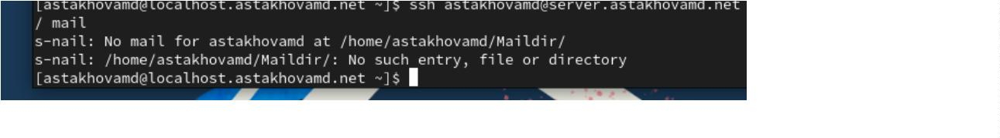 [astakhovamd@localhost.astakhovamd.net ~]$ ssh astakhovamd@server.astakhovamd.net
/ mail
s-nail: No mail for astakhovamd at /home/astakhovamd/Maildir/
s-nail: /home/astakhovamd/Maildir/: No such entry, file or directory
[astakhovamd@localhost.astakhovamd.net ~]$